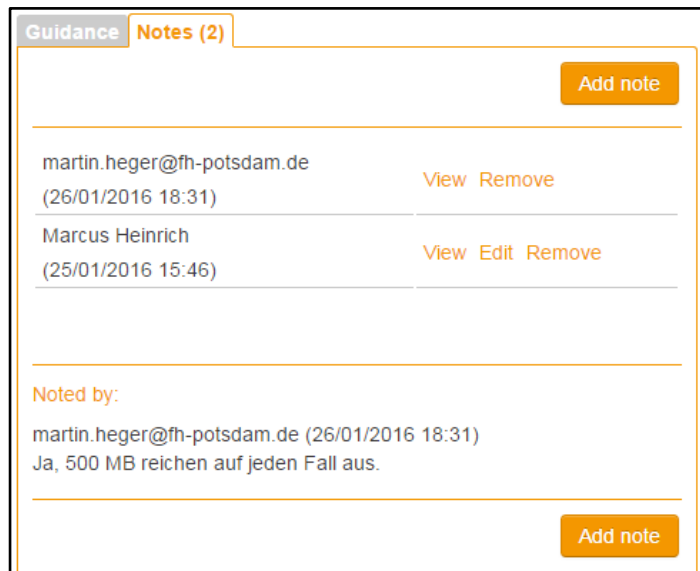 Guidance Notes (2)
Add note
martin.heger@fh-potsdam.de
(26/01/2016 18:31)
View Remove
Marcus Heinrich
(25/01/2016 15:46)
View Edit Remove
Noted by:
martin.heger@fh-potsdam.de (26/01/2016 18:31)
Ja, 500 MB reichen auf jeden Fall aus.
Add note